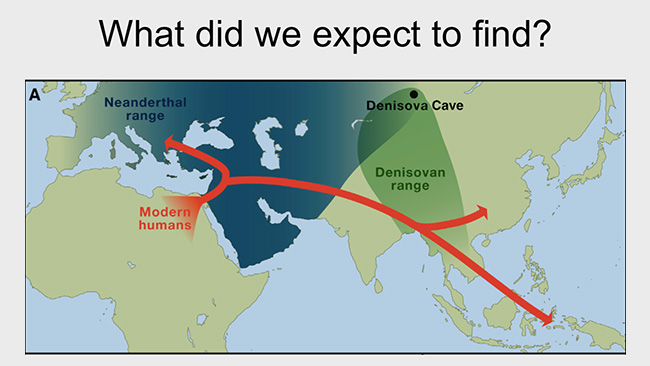 What did we expect to find?
A
Neanderthal
range
Denisova Cave
Denisovan
range
Modern
humans